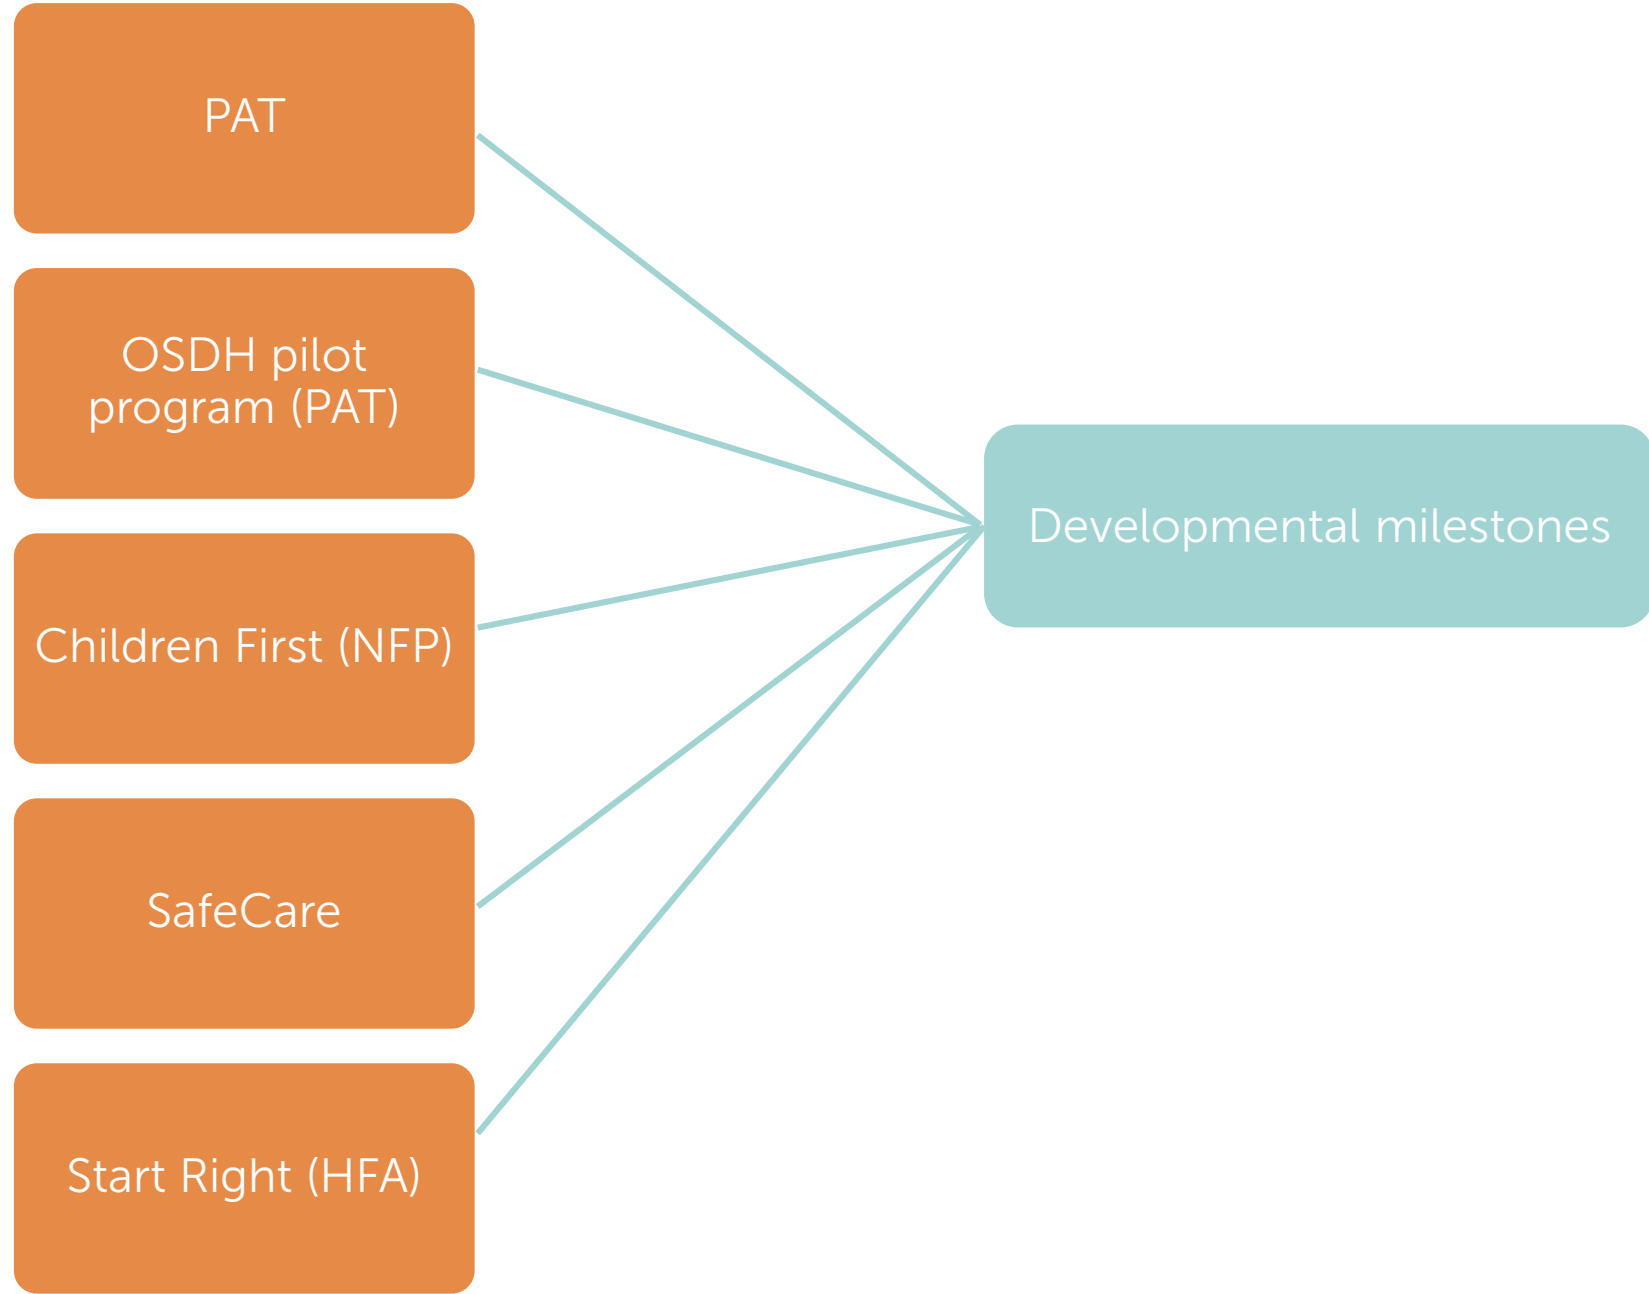 PAT
OSDH pilot
program (PAT)
Developmental milestones
Children First (NFP)
SafeCare
Start Right (HFA)